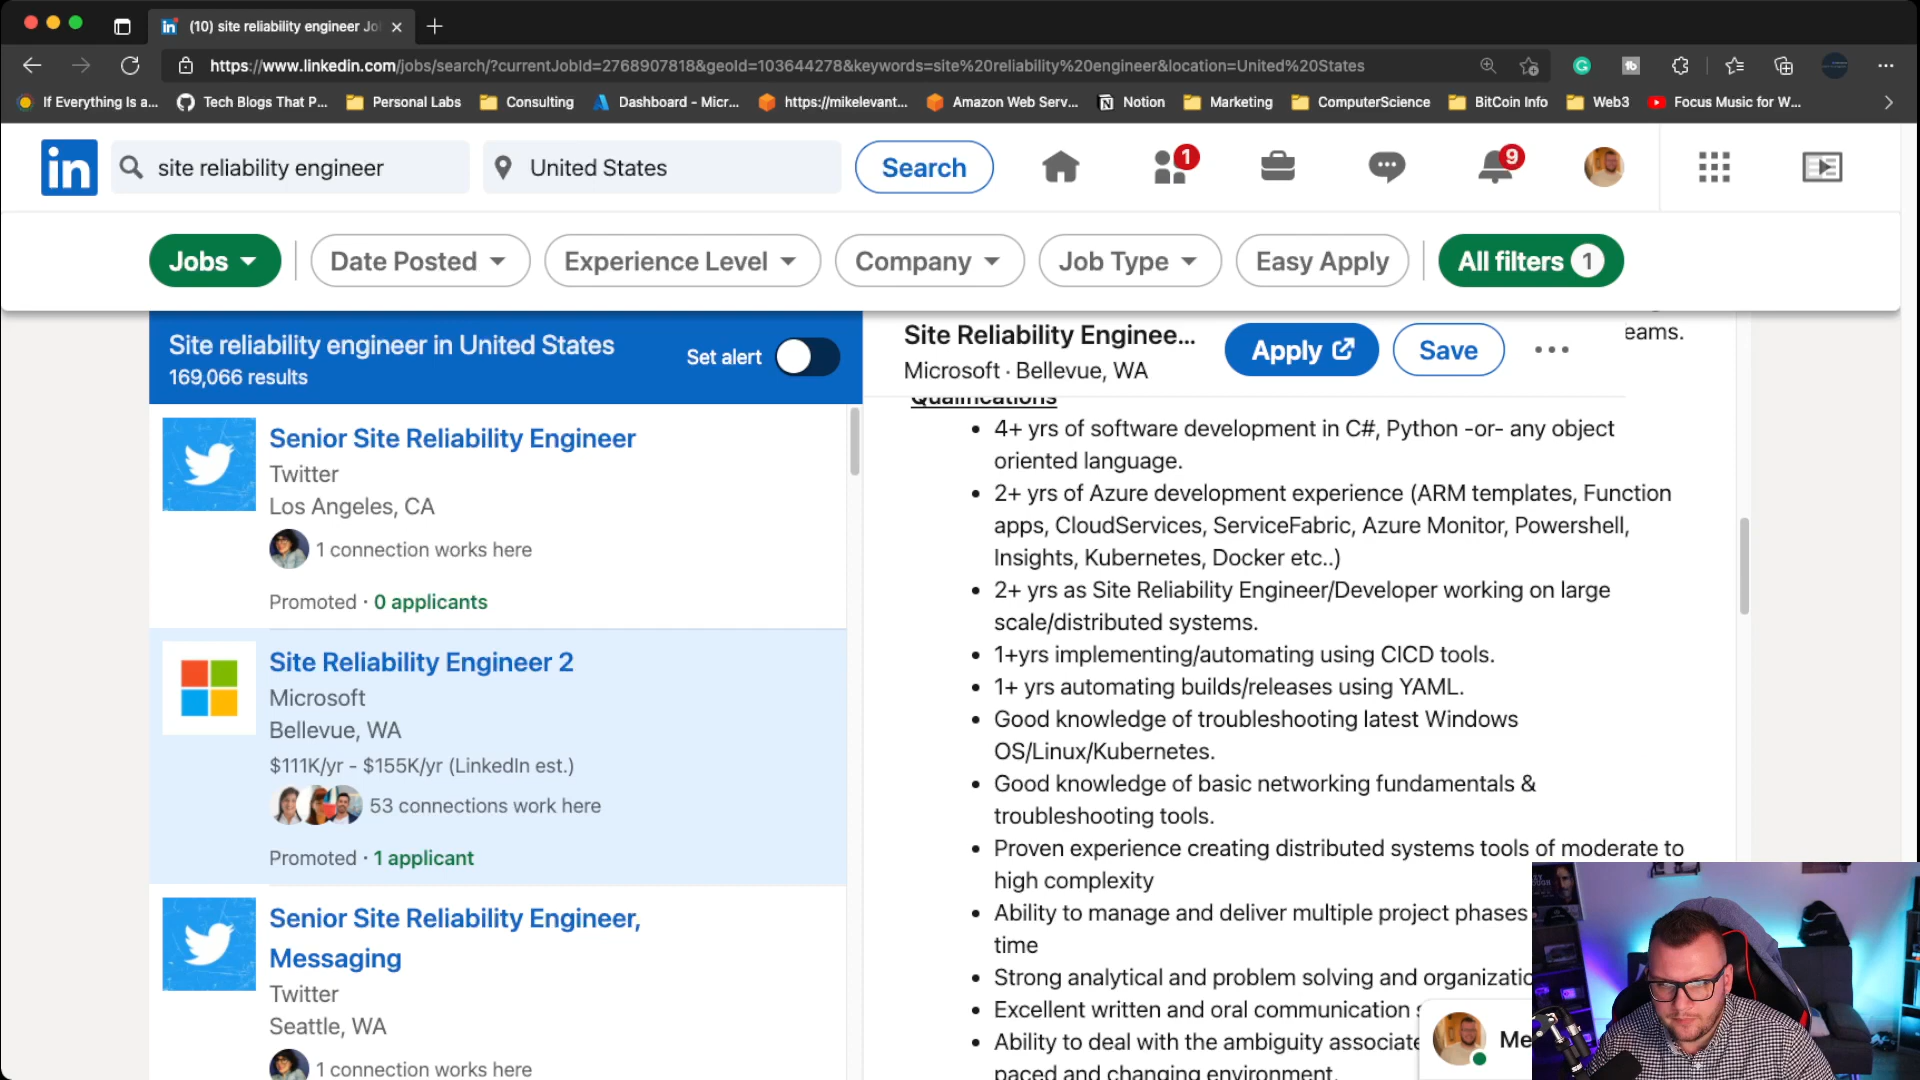 (10) site reliability engineer Jo
https://www.linkedin.com/jobs/search/?currentJobId=2768907818&geoId=103644278&keywords=site%20reliability%20engineer&location=United%20States
If Everything Is a... Tech Blogs That P... Personal Labs Consulting Dashboard - Micr... https://mikelevant... Amazon Web Serv... Notion Marketing ComputerScience BitCoin Info Web3 Focus Music for W...
in site reliability engineer United States Search 1 9
Jobs Date Posted Experience Level Company Job Type Easy Apply All filters 1
Site reliability engineer in United States
169,066 results
Set alert
Senior Site Reliability Engineer
Twitter
Los Angeles, CA
1 connection works here
Promoted · 0 applicants
Site Reliability Engineer 2
Microsoft
Bellevue, WA
$111K/yr - $155K/yr (LinkedIn est.)
53 connections work here
Promoted · 1 applicant
Senior Site Reliability Engineer,
Messaging
Twitter
Seattle, WA
1 connection works here
Site Reliability Enginee...
Microsoft · Bellevue, WA
Apply Save
eams.
Qualifications
• 4+ yrs of software development in C#, Python -or- any object
oriented language.
• 2+ yrs of Azure development experience (ARM templates, Function
apps, CloudServices, ServiceFabric, Azure Monitor, Powershell,
Insights, Kubernetes, Docker etc..)
• 2+ yrs as Site Reliability Engineer/Developer working on large
scale/distributed systems.
• 1+yrs implementing/automating using CICD tools.
• 1+ yrs automating builds/releases using YAML.
• Good knowledge of troubleshooting latest Windows
OS/Linux/Kubernetes.
• Good knowledge of basic networking fundamentals &
troubleshooting tools.
• Proven experience creating distributed systems tools of moderate to
high complexity
• Ability to manage and deliver multiple project phases
time
• Strong analytical and problem solving and organizatio
• Excellent written and oral communication
• Ability to deal with the ambiguity associate
paced and changing environment.
Me